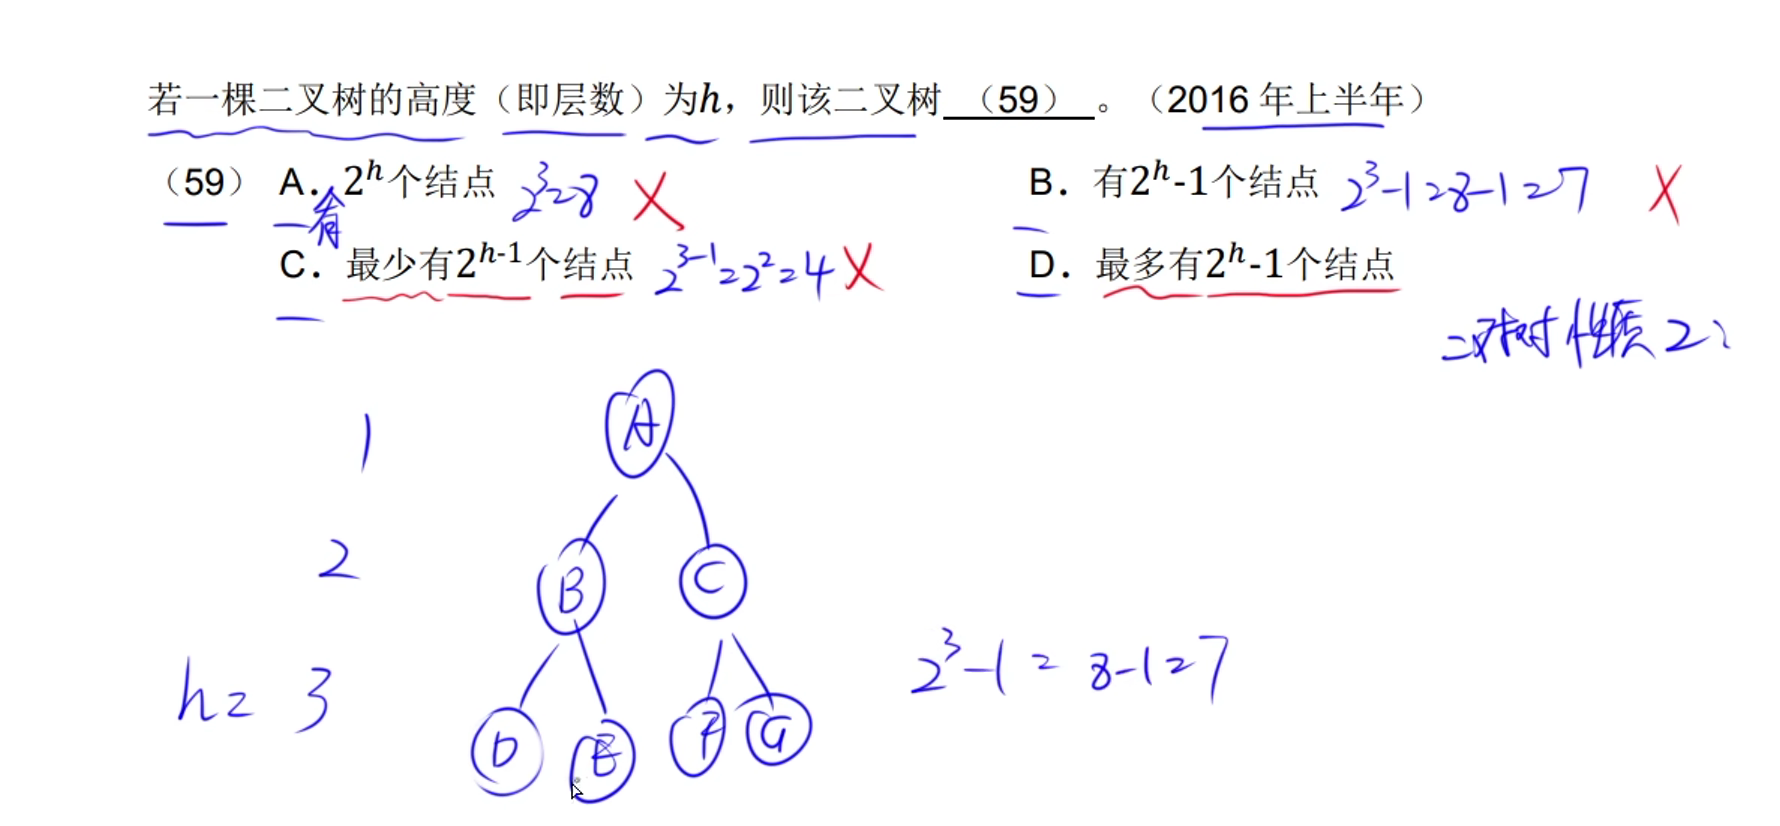 若一棵二叉树的高度（即层数）为h，则该二叉树 （59） 。（2016 年上半年）
（59） A. 有 2^h个结点 2^3=8 X B. 有2^h-1个结点 2^3-1=8-1=7 X
C. 最少有2^{h-1}个结点 2^{3-1}=2^2=4 X D. 最多有2^h-1个结点
二叉树性质2:
1 A
2 B C
h= 3 D E F G 2^3-1= 8-1=7